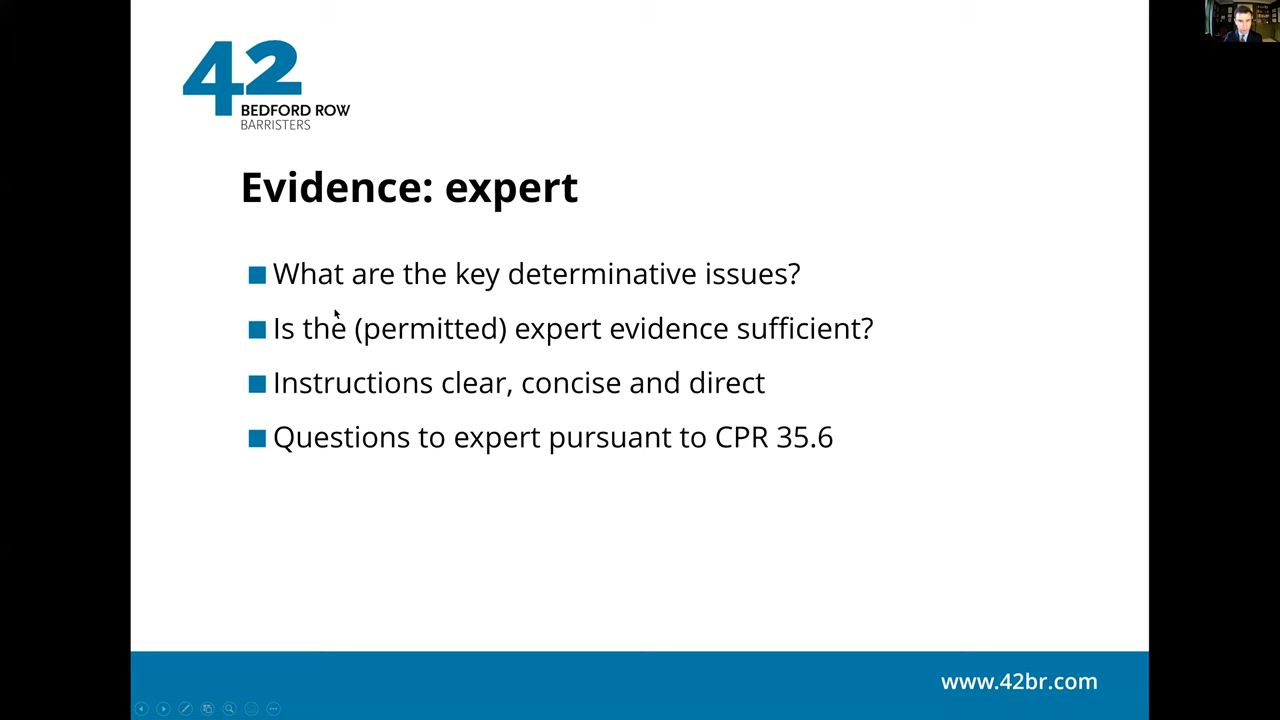 42
BEDFORD ROW
BARRISTERS
Evidence: expert
What are the key determinative issues?
Is the (permitted) expert evidence sufficient?
Instructions clear, concise and direct
Questions to expert pursuant to CPR 35.6
www.42br.com